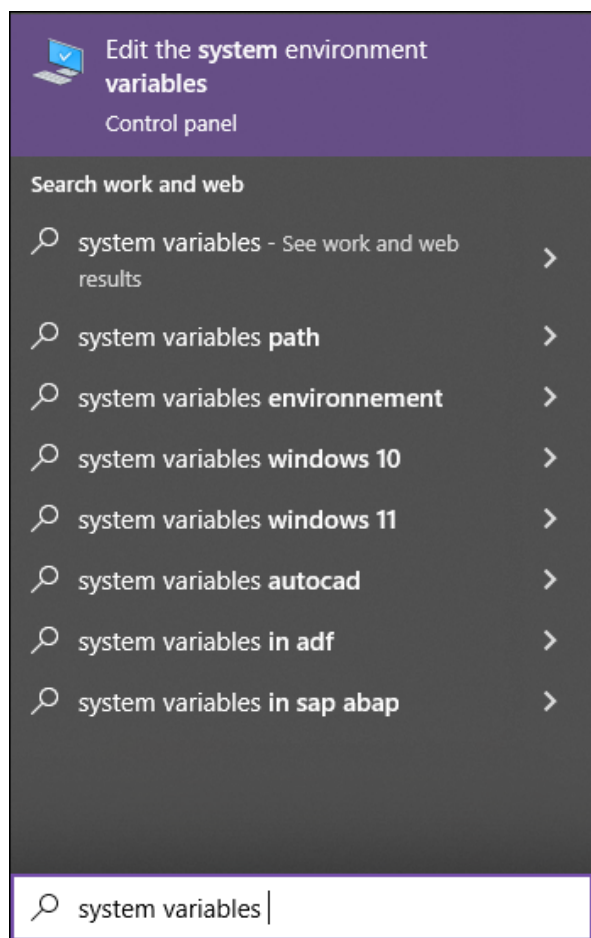 Edit the system environment
variables
Control panel
Search work and web
system variables - See work and web
results
system variables path
system variables environnement
system variables windows 10
system variables windows 11
system variables autocad
system variables in adf
system variables in sap abap
system variables